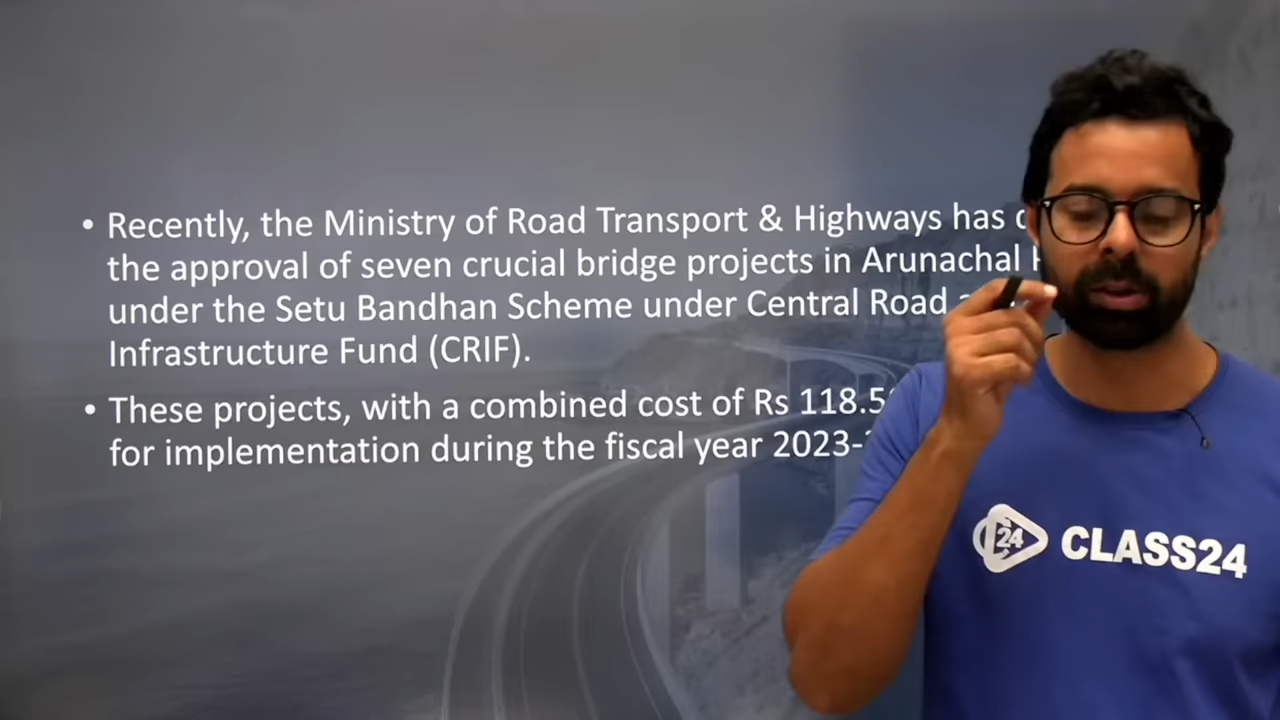 • Recently, the Ministry of Road Transport & Highways has
the approval of seven crucial bridge projects in Arunachal
under the Setu Bandhan Scheme under Central Road
Infrastructure Fund (CRIF).
• These projects, with a combined cost of Rs 118.5
for implementation during the fiscal year 2023-
24 CLASS24